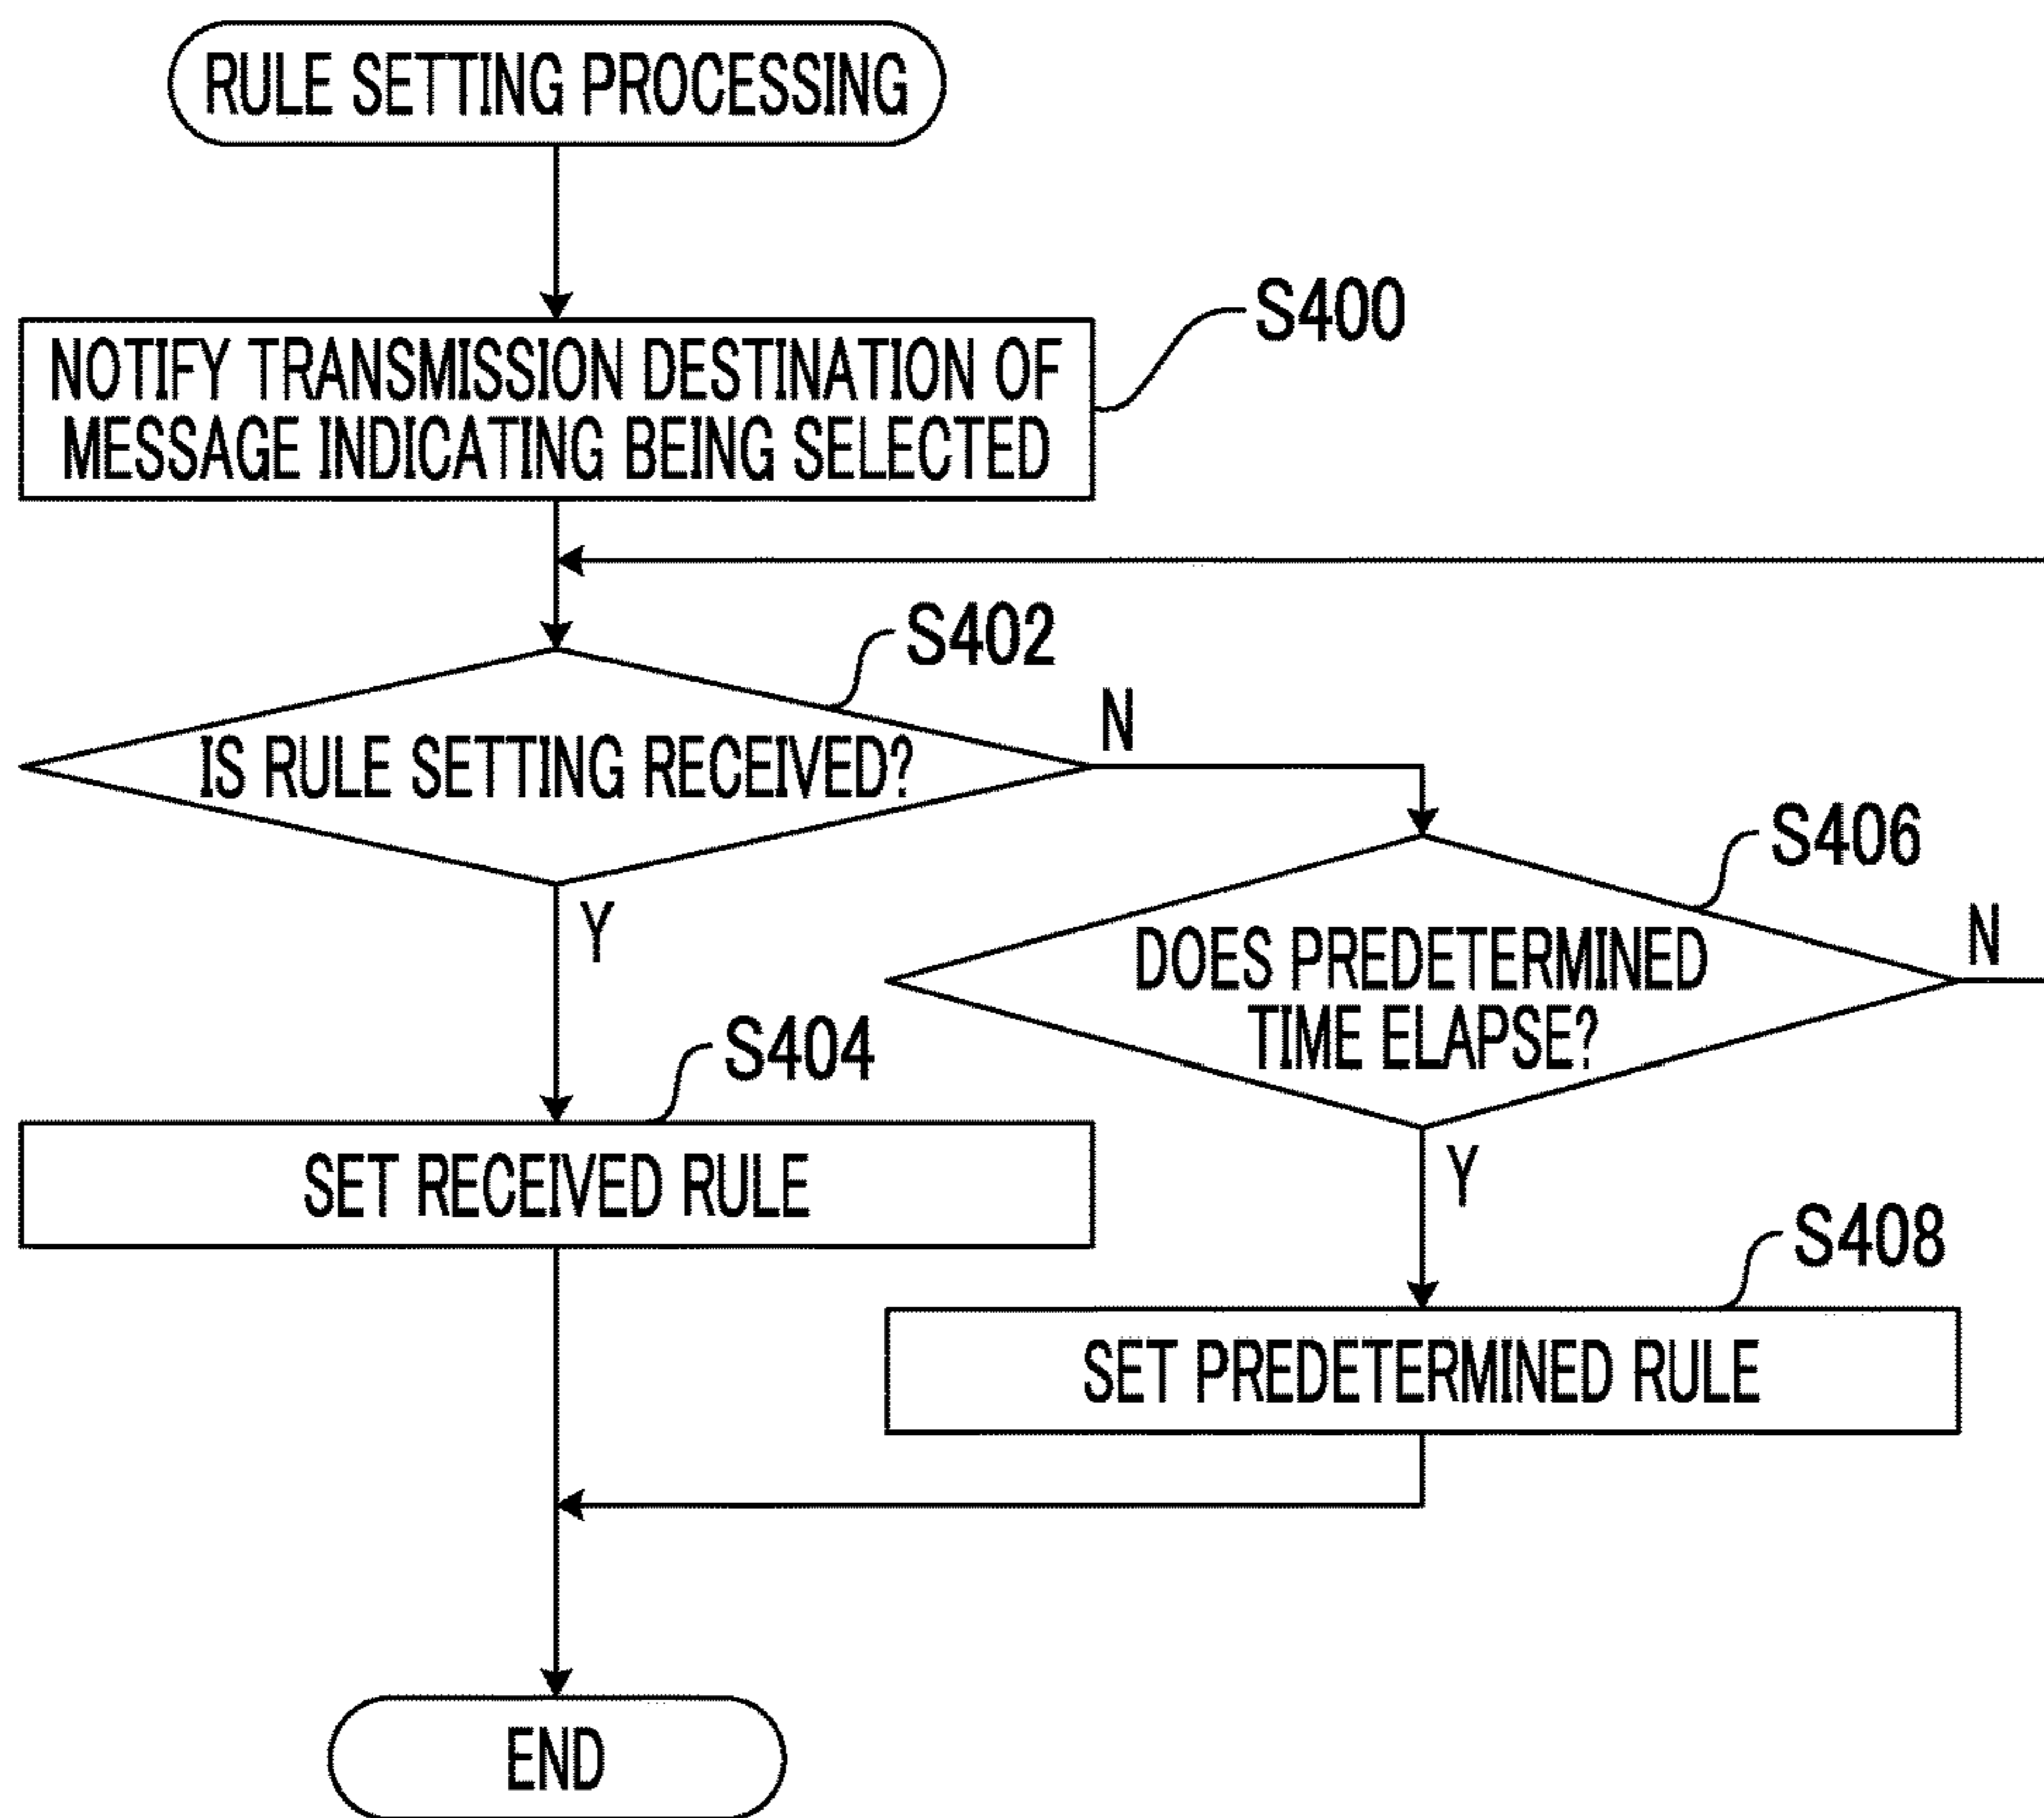 RULE SETTING PROCESSING
S400
NOTIFY TRANSMISSION DESTINATION OF
MESSAGE INDICATING BEING SELECTED
S402
IS RULE SETTING RECEIVED?
N
Y
S406
DOES PREDETERMINED
TIME ELAPSE?
N
Y
S404
SET RECEIVED RULE
S408
SET PREDETERMINED RULE
END